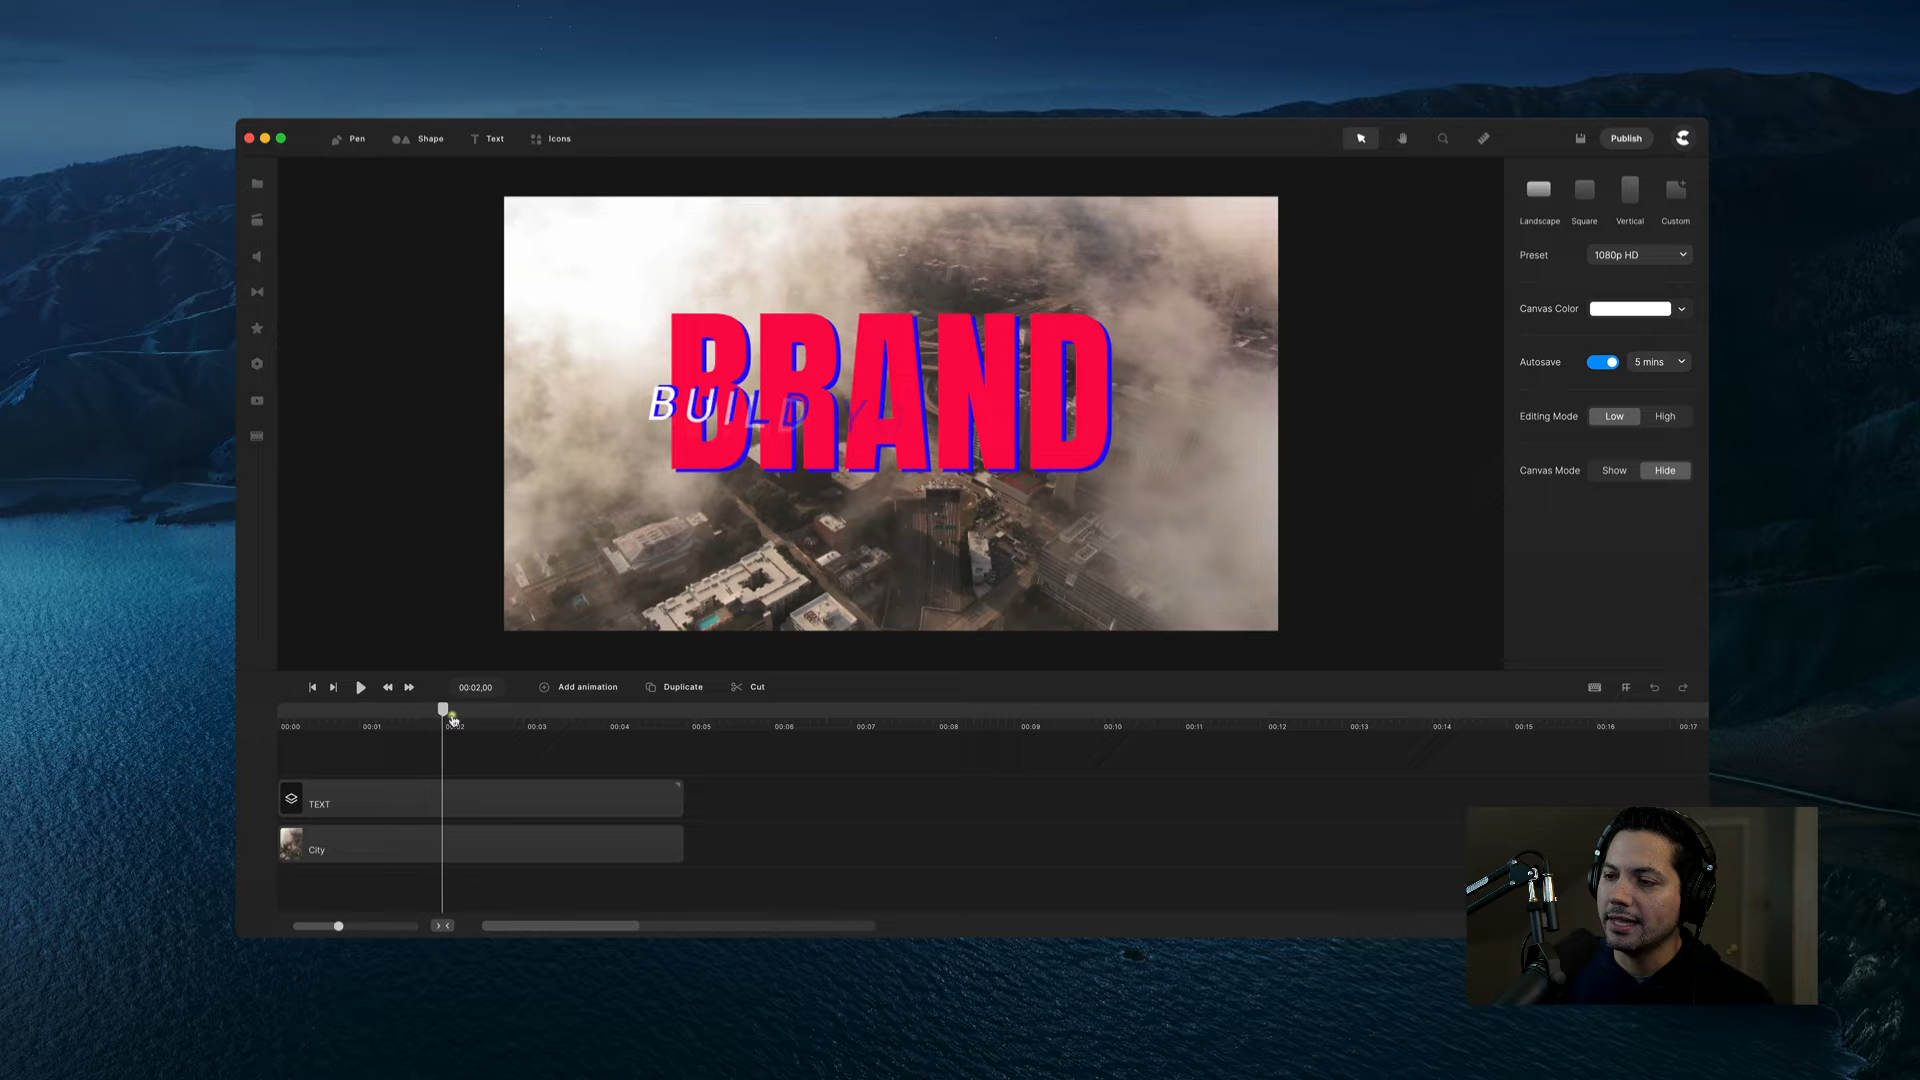 Pen
Shape
Text
Icons
Publish
BRAND
BUILD
Landscape
Square
Vertical
Custom
Preset
1080p HD
Canvas Color
Autosave
5 mins
Editing Mode
Low
High
Canvas Mode
Show
Hide
00:02,00
Add animation
Duplicate
Cut
00:00
00:01
00:02
00:03
00:04
00:05
00:06
00:07
00:08
00:09
00:10
00:11
00:12
00:13
00:14
00:15
00:16
00:17
TEXT
City